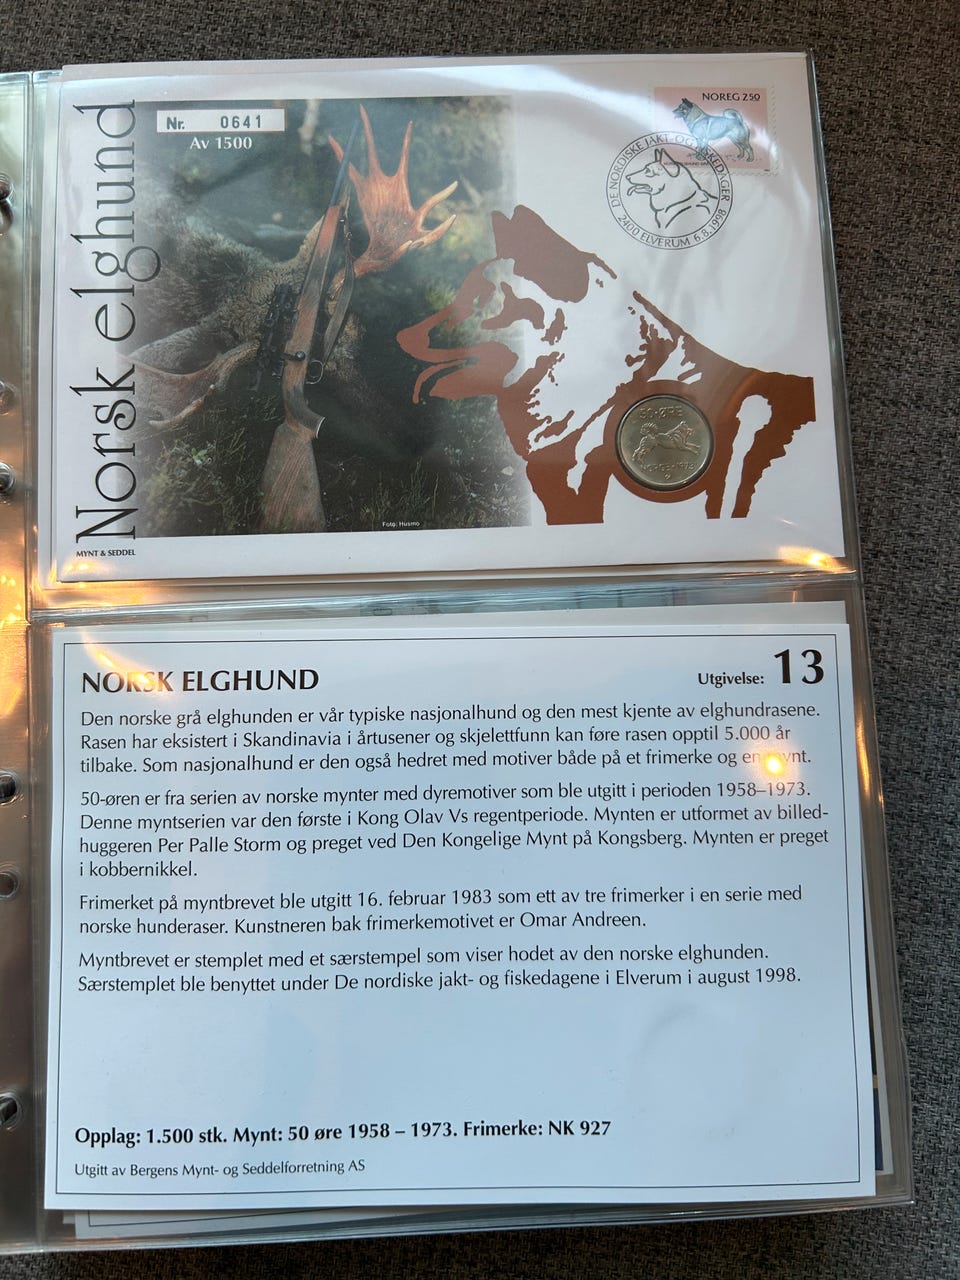 Norsk elghund
Nr. 0641
Av 1500
NOREG 250
DE NORDISKE JAKT- OG FISKEDAGER
2400 ELVERUM 6.8.1998
50·ØRE
NORGE·1973
Foto: Husmo
MYNT & SEDDEL
NORSK ELGHUND
Utgivelse: 13
Den norske grå elghunden er vår typiske nasjonalhund og den mest kjente av elghundrasene.
Rasen har eksistert i Skandinavia i årtusener og skjelettfunn kan føre rasen opptil 5.000 år
tilbake. Som nasjonalhund er den også hedret med motiver både på et frimerke og en mynt.
50-øren er fra serien av norske mynter med dyremotiver som ble utgitt i perioden 1958–1973.
Denne myntserien var den første i Kong Olav Vs regentperiode. Mynten er utformet av billed-
huggeren Per Palle Storm og preget ved Den Kongelige Mynt på Kongsberg. Mynten er preget
i kobbernikkel.
Frimerket på myntbrevet ble utgitt 16. februar 1983 som ett av tre frimerker i en serie med
norske hunderaser. Kunstneren bak frimerkemotivet er Omar Andreen.
Myntbrevet er stemplet med et særstempel som viser hodet av den norske elghunden.
Særstemplet ble benyttet under De nordiske jakt- og fiskedagene i Elverum i august 1998.
Opplag: 1.500 stk. Mynt: 50 øre 1958 – 1973. Frimerke: NK 927
Utgitt av Bergens Mynt- og Seddelforretning AS